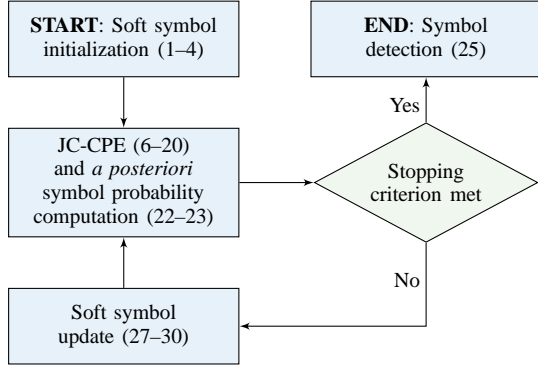 START: Soft symbol
initialization (1–4)
END: Symbol
detection (25)
Yes
JC-CPE (6–20)
and a posteriori
symbol probability
computation (22–23)
Stopping
criterion met
No
Soft symbol
update (27–30)